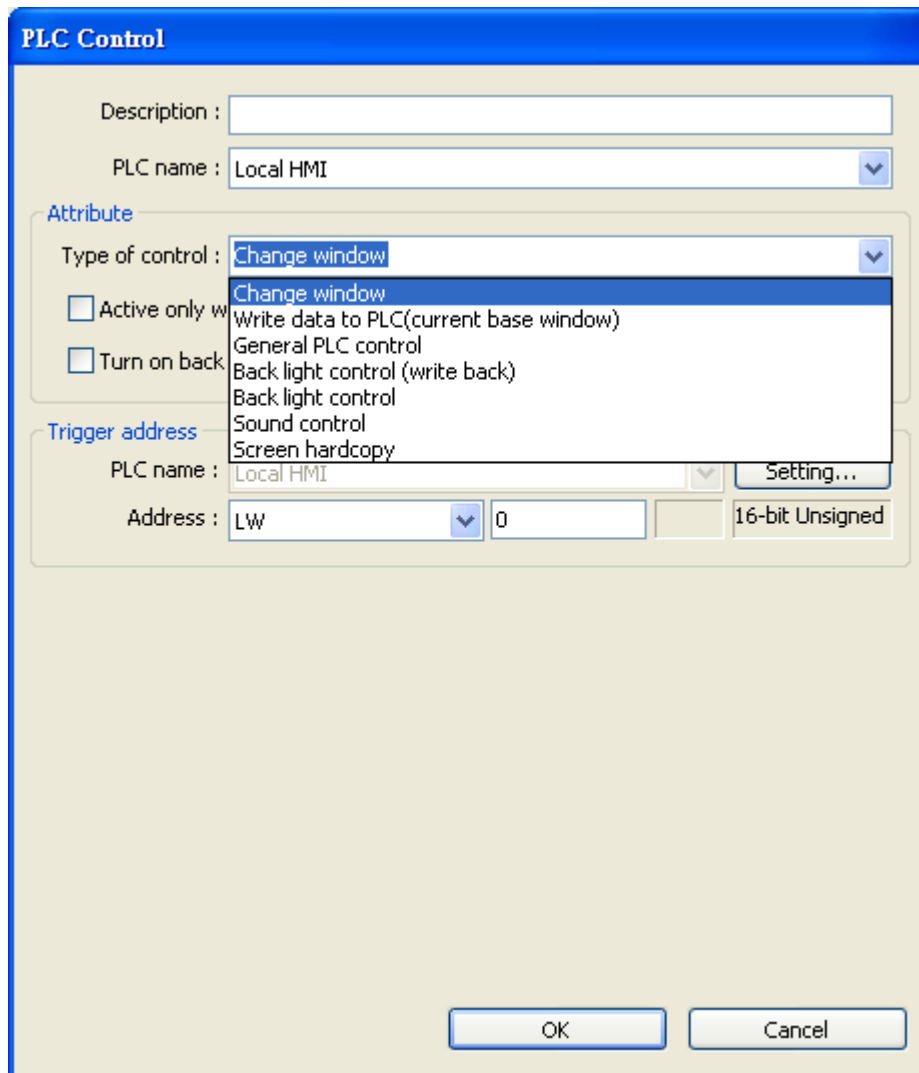 PLC Control
Description :
PLC name : Local HMI
Attribute
Type of control : Change window
Change window
Active only w
Write data to PLC(current base window)
General PLC control
Turn on back
Back light control (write back)
Back light control
Sound control
Screen hardcopy
Trigger address
PLC name : Local HMI Setting...
Address : LW 0 16-bit Unsigned
OK Cancel